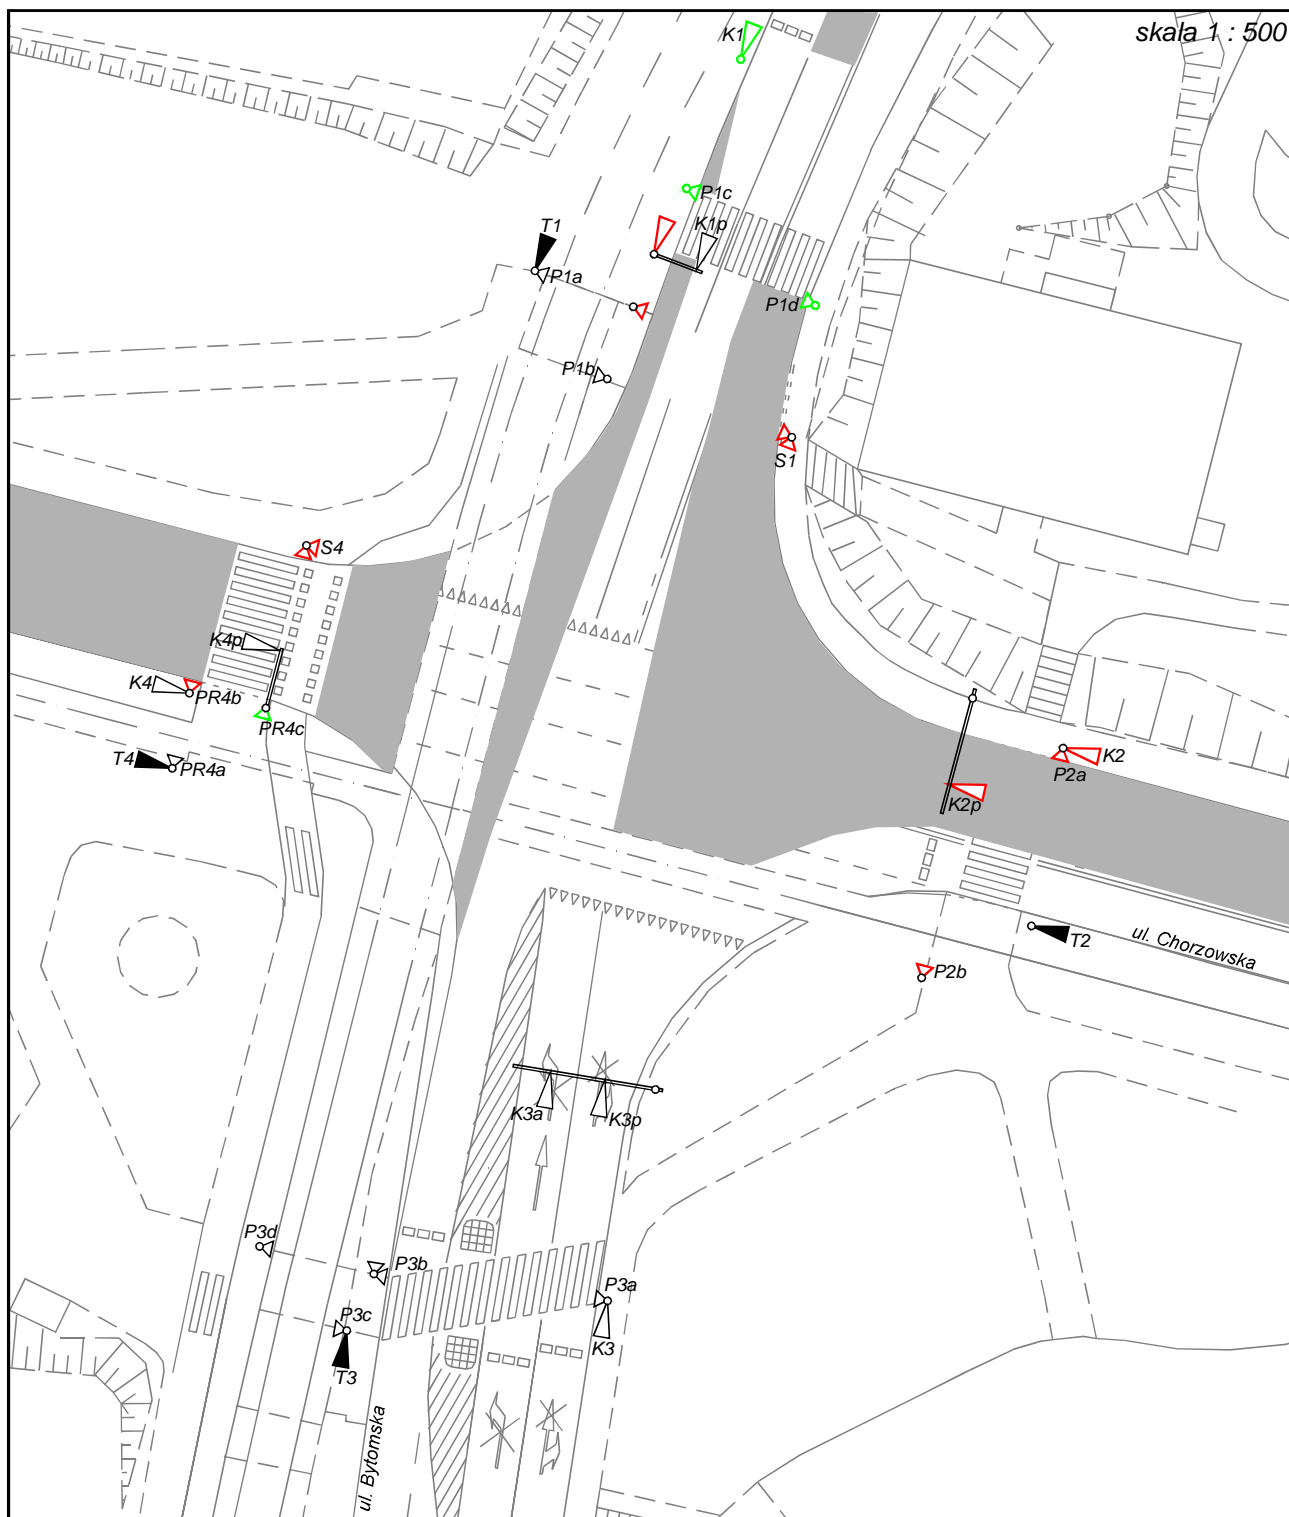 K1
skala 1 : 500
P1c
K1p
T1
P1a
P1d
P1b
S1
S4
K4p
K4
PR4b
PR4c
T4
PR4a
K2
P2a
K2p
ul. Chorzowska
T2
P2b
K3a
K3p
P3d
P3b
P3a
P3c
K3
T3
ul. Bytomska